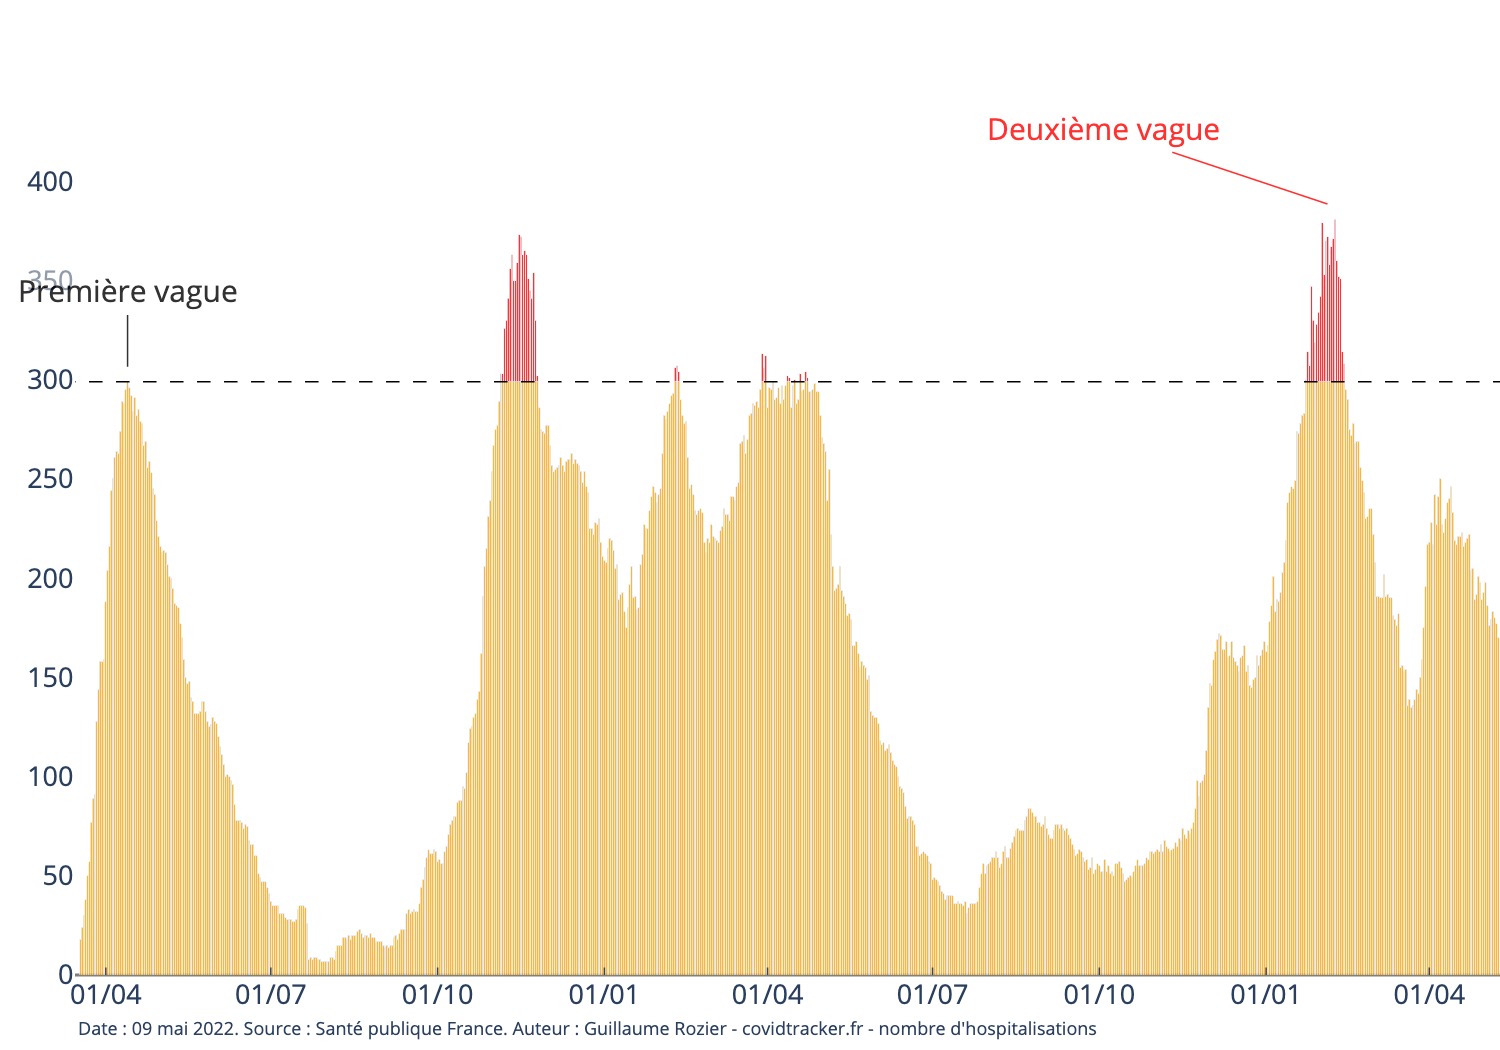 Deuxième vague
400
350
Première vague
300
250
200
150
100
50
0
01/04 01/07 01/10 01/01 01/04 01/07 01/10 01/01 01/04
Date : 09 mai 2022. Source : Santé publique France. Auteur : Guillaume Rozier - covidtracker.fr - nombre d'hospitalisations